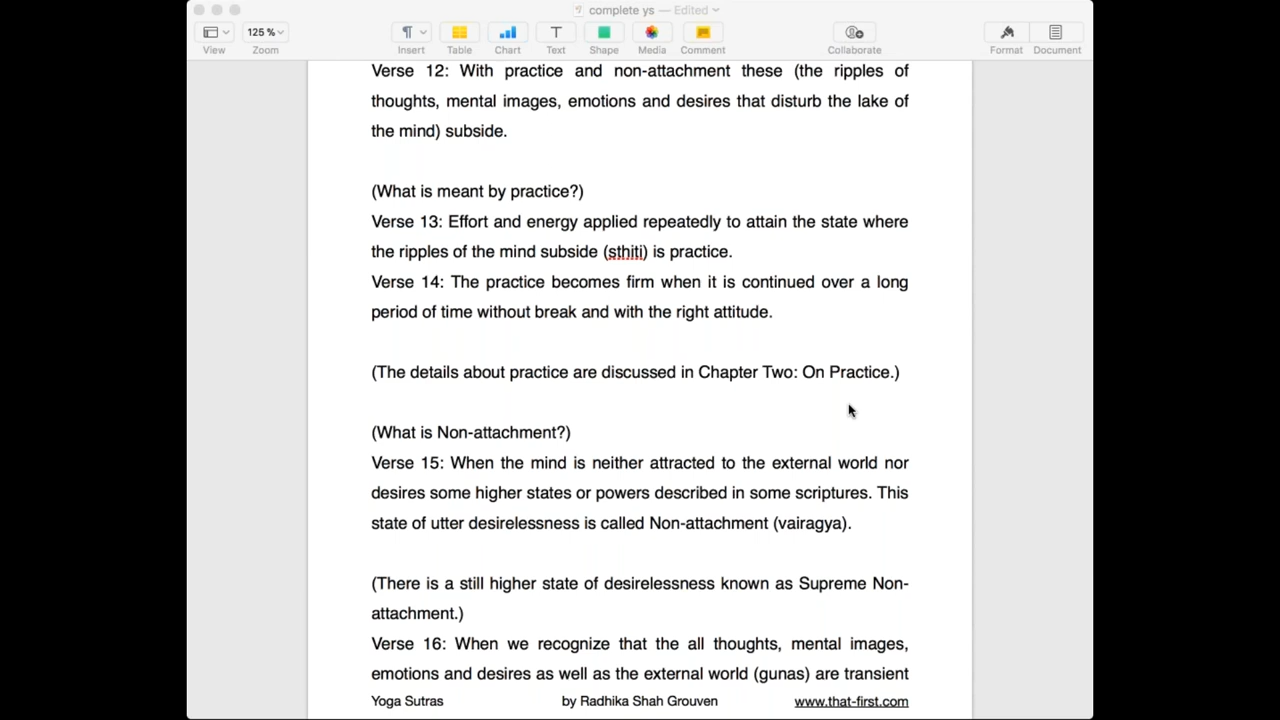 complete ys — Edited
125 %
View
Zoom
Insert
Table
Chart
Text
Shape
Media
Comment
Collaborate
Format
Document
Verse 12: With practice and non-attachment these (the ripples of
thoughts, mental images, emotions and desires that disturb the lake of
the mind) subside.
(What is meant by practice?)
Verse 13: Effort and energy applied repeatedly to attain the state where
the ripples of the mind subside (sthiti) is practice.
Verse 14: The practice becomes firm when it is continued over a long
period of time without break and with the right attitude.
(The details about practice are discussed in Chapter Two: On Practice.)
(What is Non-attachment?)
Verse 15: When the mind is neither attracted to the external world nor
desires some higher states or powers described in some scriptures. This
state of utter desirelessness is called Non-attachment (vairagya).
(There is a still higher state of desirelessness known as Supreme Non-
attachment.)
Verse 16: When we recognize that the all thoughts, mental images,
emotions and desires as well as the external world (gunas) are transient
Yoga Sutras by Radhika Shah Grouven www.that-first.com